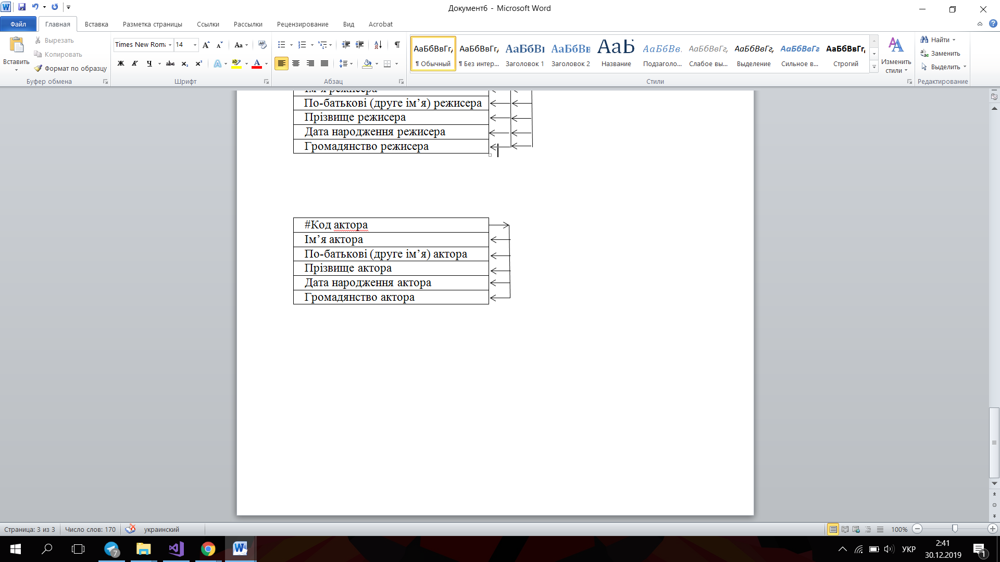 Документ6 - Microsoft Word
Файл
Главная
Вставка
Разметка страницы
Ссылки
Рассылки
Рецензирование
Вид
Acrobat
Вставить
Вырезать
Копировать
Формат по образцу
Буфер обмена
Times New Roma
14
Шрифт
Абзац
АаБбВвГг,
¶ Обычный
АаБбВвГг,
¶ Без интер...
АаБбВі
Заголовок 1
АаБбВв
Заголовок 2
АаБ
Название
АаБбВв.
Подзаголо...
АаБбВвГг,
Слабое вы...
АаБбВвГг,
Выделение
АаБбВвГг
Сильное в...
АаБбВвГг,
Строгий
Стили
Изменить
стили
Найти
Заменить
Выделить
Редактирование
Ім’я режисера
По-батькові (друге ім’я) режисера
Прізвище режисера
Дата народження режисера
Громадянство режисера
#Код актора
Ім’я актора
По-батькові (друге ім’я) актора
Прізвище актора
Дата народження актора
Громадянство актора
Страница: 3 из 3
Число слов: 170
украинский
100%
7
УКР
2:41
30.12.2019
1